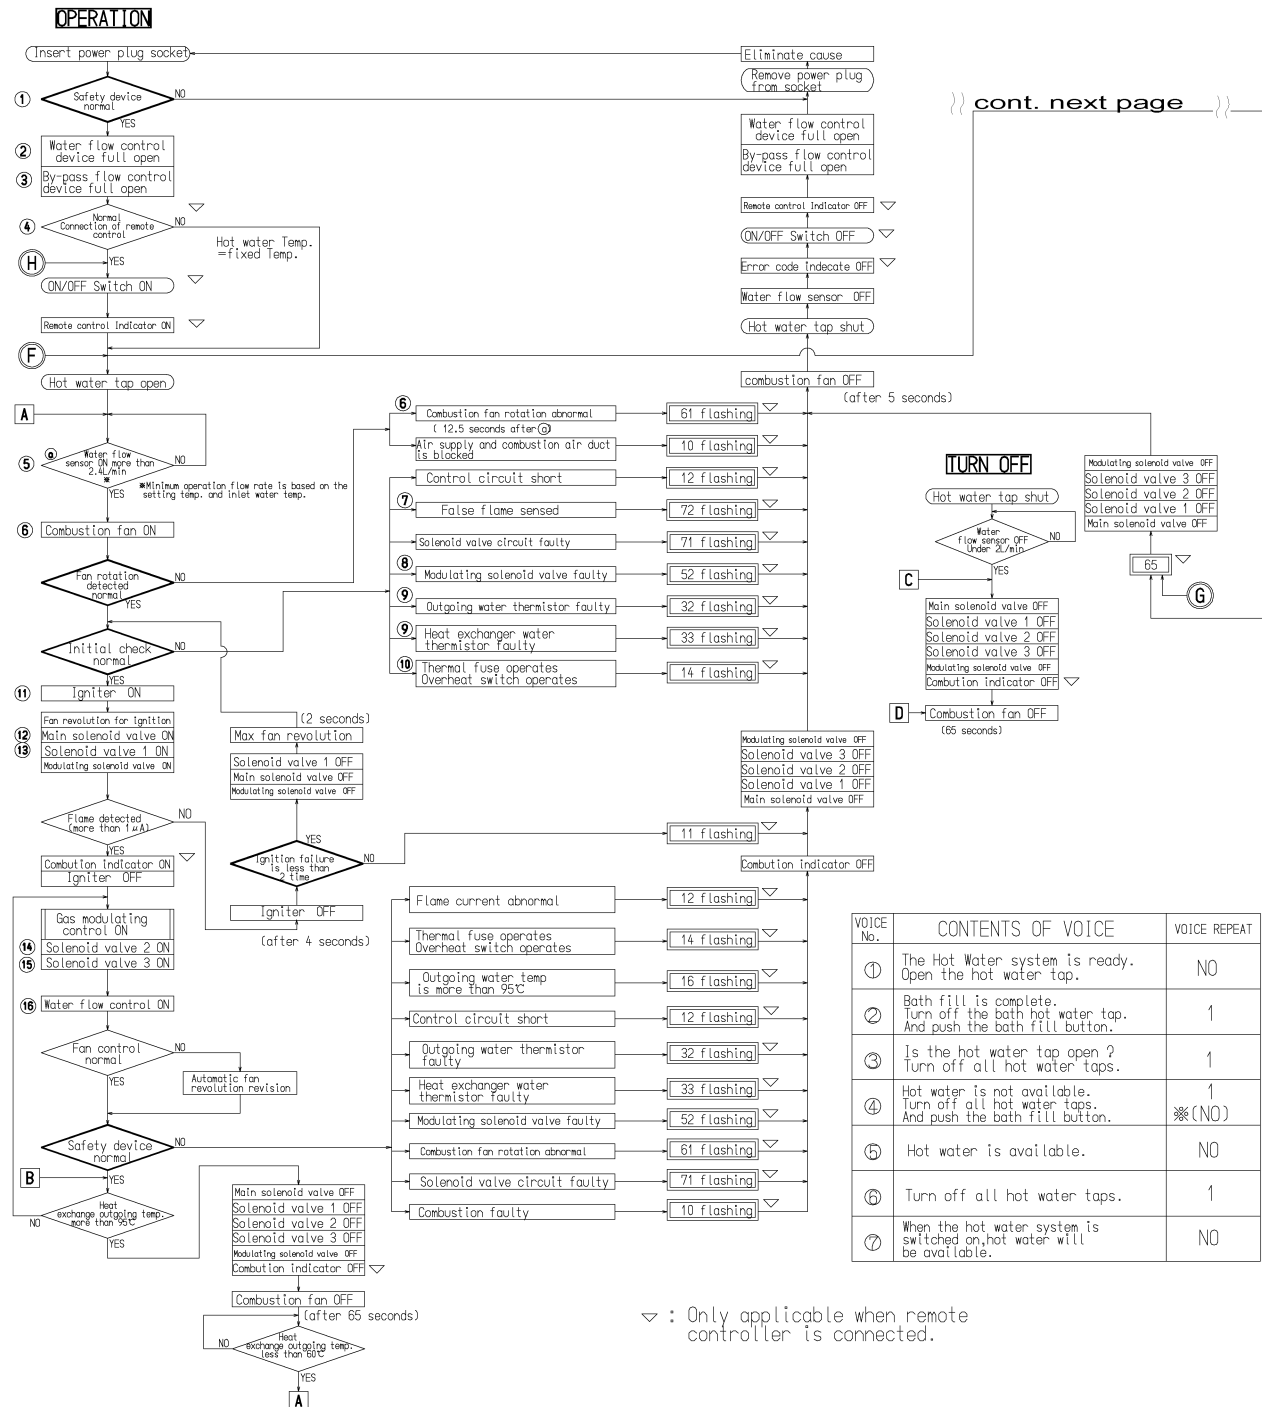 OPERATION
Insert power plug socket
① Safety device
normal
NO
YES
② Water flow control
device full open
③ By-pass flow control
device full open
④ Normal
Connection of remote
control
NO
▽
YES
Hot water Temp.
=fixed Temp.
H
ON/OFF Switch ON ▽
Remote control Indicator ON ▽
F
Hot water tap open
A
ⓐ
⑤ Water flow
sensor ON more than
2.4L/min
※
NO
YES
※Minimum operation flow rate is based on the
setting temp. and inlet water temp.
⑥ Combustion fan ON
Fan rotation
detected
normal
NO
YES
Initial check
normal
NO
YES
⑪ Igniter ON
Fan revolution for ignition
⑫ Main solenoid valve ON
⑬ Solenoid valve 1 ON
Modulating solenoid valve ON
Flame detected
(more than 1μA)
NO
YES
Combution indicator ON ▽
Igniter OFF
Gas modulating
control ON
⑭ Solenoid valve 2 ON
⑮ Solenoid valve 3 ON
⑯ Water flow control ON
Fan control
normal
NO
YES
Automatic fan
revolution revision
Safety device
normal
NO
YES
B
Heat
exchange outgoing temp.
more than 95℃
NO
YES
(2 seconds)
Max fan revolution
Solenoid valve 1 OFF
Main solenoid valve OFF
Modulating solenoid valve OFF
YES
Ignition failure
is less than
2 time
NO
Igniter OFF
(after 4 seconds)
Main solenoid valve OFF
Solenoid valve 1 OFF
Solenoid valve 2 OFF
Solenoid valve 3 OFF
Modulating solenoid valve OFF
Combution indicator OFF ▽
Combustion fan OFF
(after 65 seconds)
Heat
exchange outgoing temp.
less than 60℃
NO
YES
A
⑥ Combustion fan rotation abnormal
61 flashing ▽
( 12.5 seconds after ⓐ)
Air supply and combustion air duct
is blocked
10 flashing ▽
Control circuit short
12 flashing ▽
⑦ False flame sensed
72 flashing ▽
Solenoid valve circuit faulty
71 flashing ▽
⑧ Modulating solenoid valve faulty
52 flashing ▽
⑨ Outgoing water thermistor faulty
32 flashing ▽
⑨ Heat exchanger water
thermistor faulty
33 flashing ▽
⑩ Thermal fuse operates
Overheat switch operates
14 flashing ▽
11 flashing ▽
Flame current abnormal
12 flashing ▽
Thermal fuse operates
Overheat switch operates
14 flashing ▽
Outgoing water temp
is more than 95℃
16 flashing ▽
Control circuit short
12 flashing ▽
Outgoing water thermistor
faulty
32 flashing ▽
Heat exchanger water
thermistor faulty
33 flashing ▽
Modulating solenoid valve faulty
52 flashing ▽
Combustion fan rotation abnormal
61 flashing ▽
Solenoid valve circuit faulty
71 flashing ▽
Combustion faulty
10 flashing ▽
Eliminate cause
Remove power plug
from socket
Water flow control
device full open
By-pass flow control
device full open
Remote control Indicator OFF ▽
ON/OFF Switch OFF ▽
Error code indecate OFF ▽
Water flow sensor OFF
Hot water tap shut
combustion fan OFF
(after 5 seconds)
Modulating solenoid valve OFF
Solenoid valve 3 OFF
Solenoid valve 2 OFF
Solenoid valve 1 OFF
Main solenoid valve OFF
Combution indicator OFF
cont. next page
TURN OFF
Hot water tap shut
Water
flow sensor OFF
Under 2L/min
NO
YES
C
Main solenoid valve OFF
Solenoid valve 1 OFF
Solenoid valve 2 OFF
Solenoid valve 3 OFF
Modulating solenoid valve OFF
Combution indicator OFF ▽
D
Combustion fan OFF
(65 seconds)
Modulating solenoid valve OFF
Solenoid valve 3 OFF
Solenoid valve 2 OFF
Solenoid valve 1 OFF
Main solenoid valve OFF
65 ▽
G
VOICE
No.
CONTENTS OF VOICE
VOICE REPEAT
① The Hot Water system is ready.
Open the hot water tap.
NO
② Bath fill is complete.
Turn off the bath hot water tap.
And push the bath fill button.
1
③ Is the hot water tap open ?
Turn off all hot water taps.
1
④ Hot water is not available.
Turn off all hot water taps.
And push the bath fill button.
1
※(NO)
⑤ Hot water is available.
NO
⑥ Turn off all hot water taps.
1
⑦ When the hot water system is
switched on,hot water will
be available.
NO
▽ : Only applicable when remote
controller is connected.